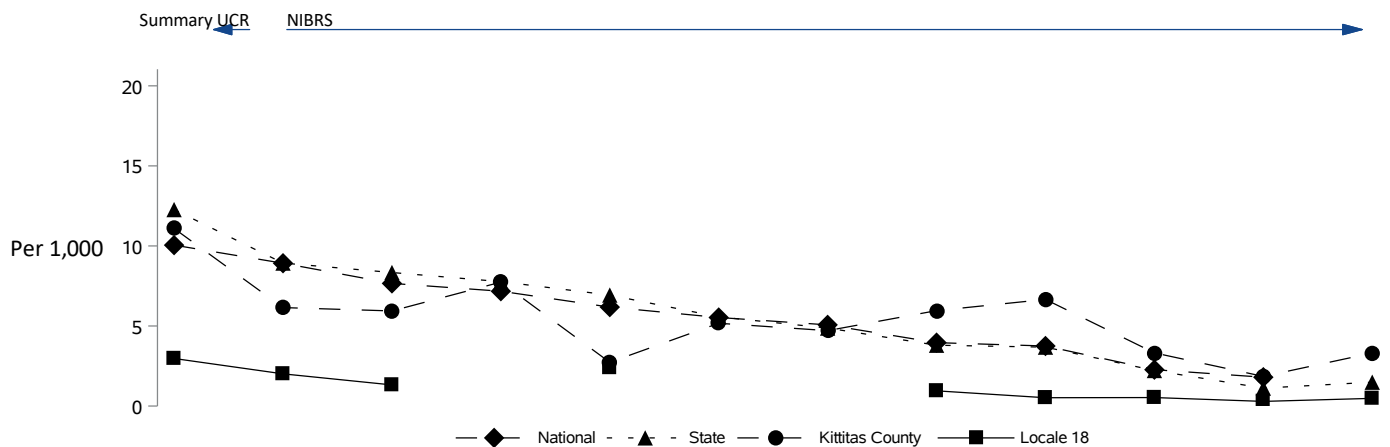 Summary UCR NIBRS
20
15
Per 1,000 10
5
0
National State Kittitas County Locale 18